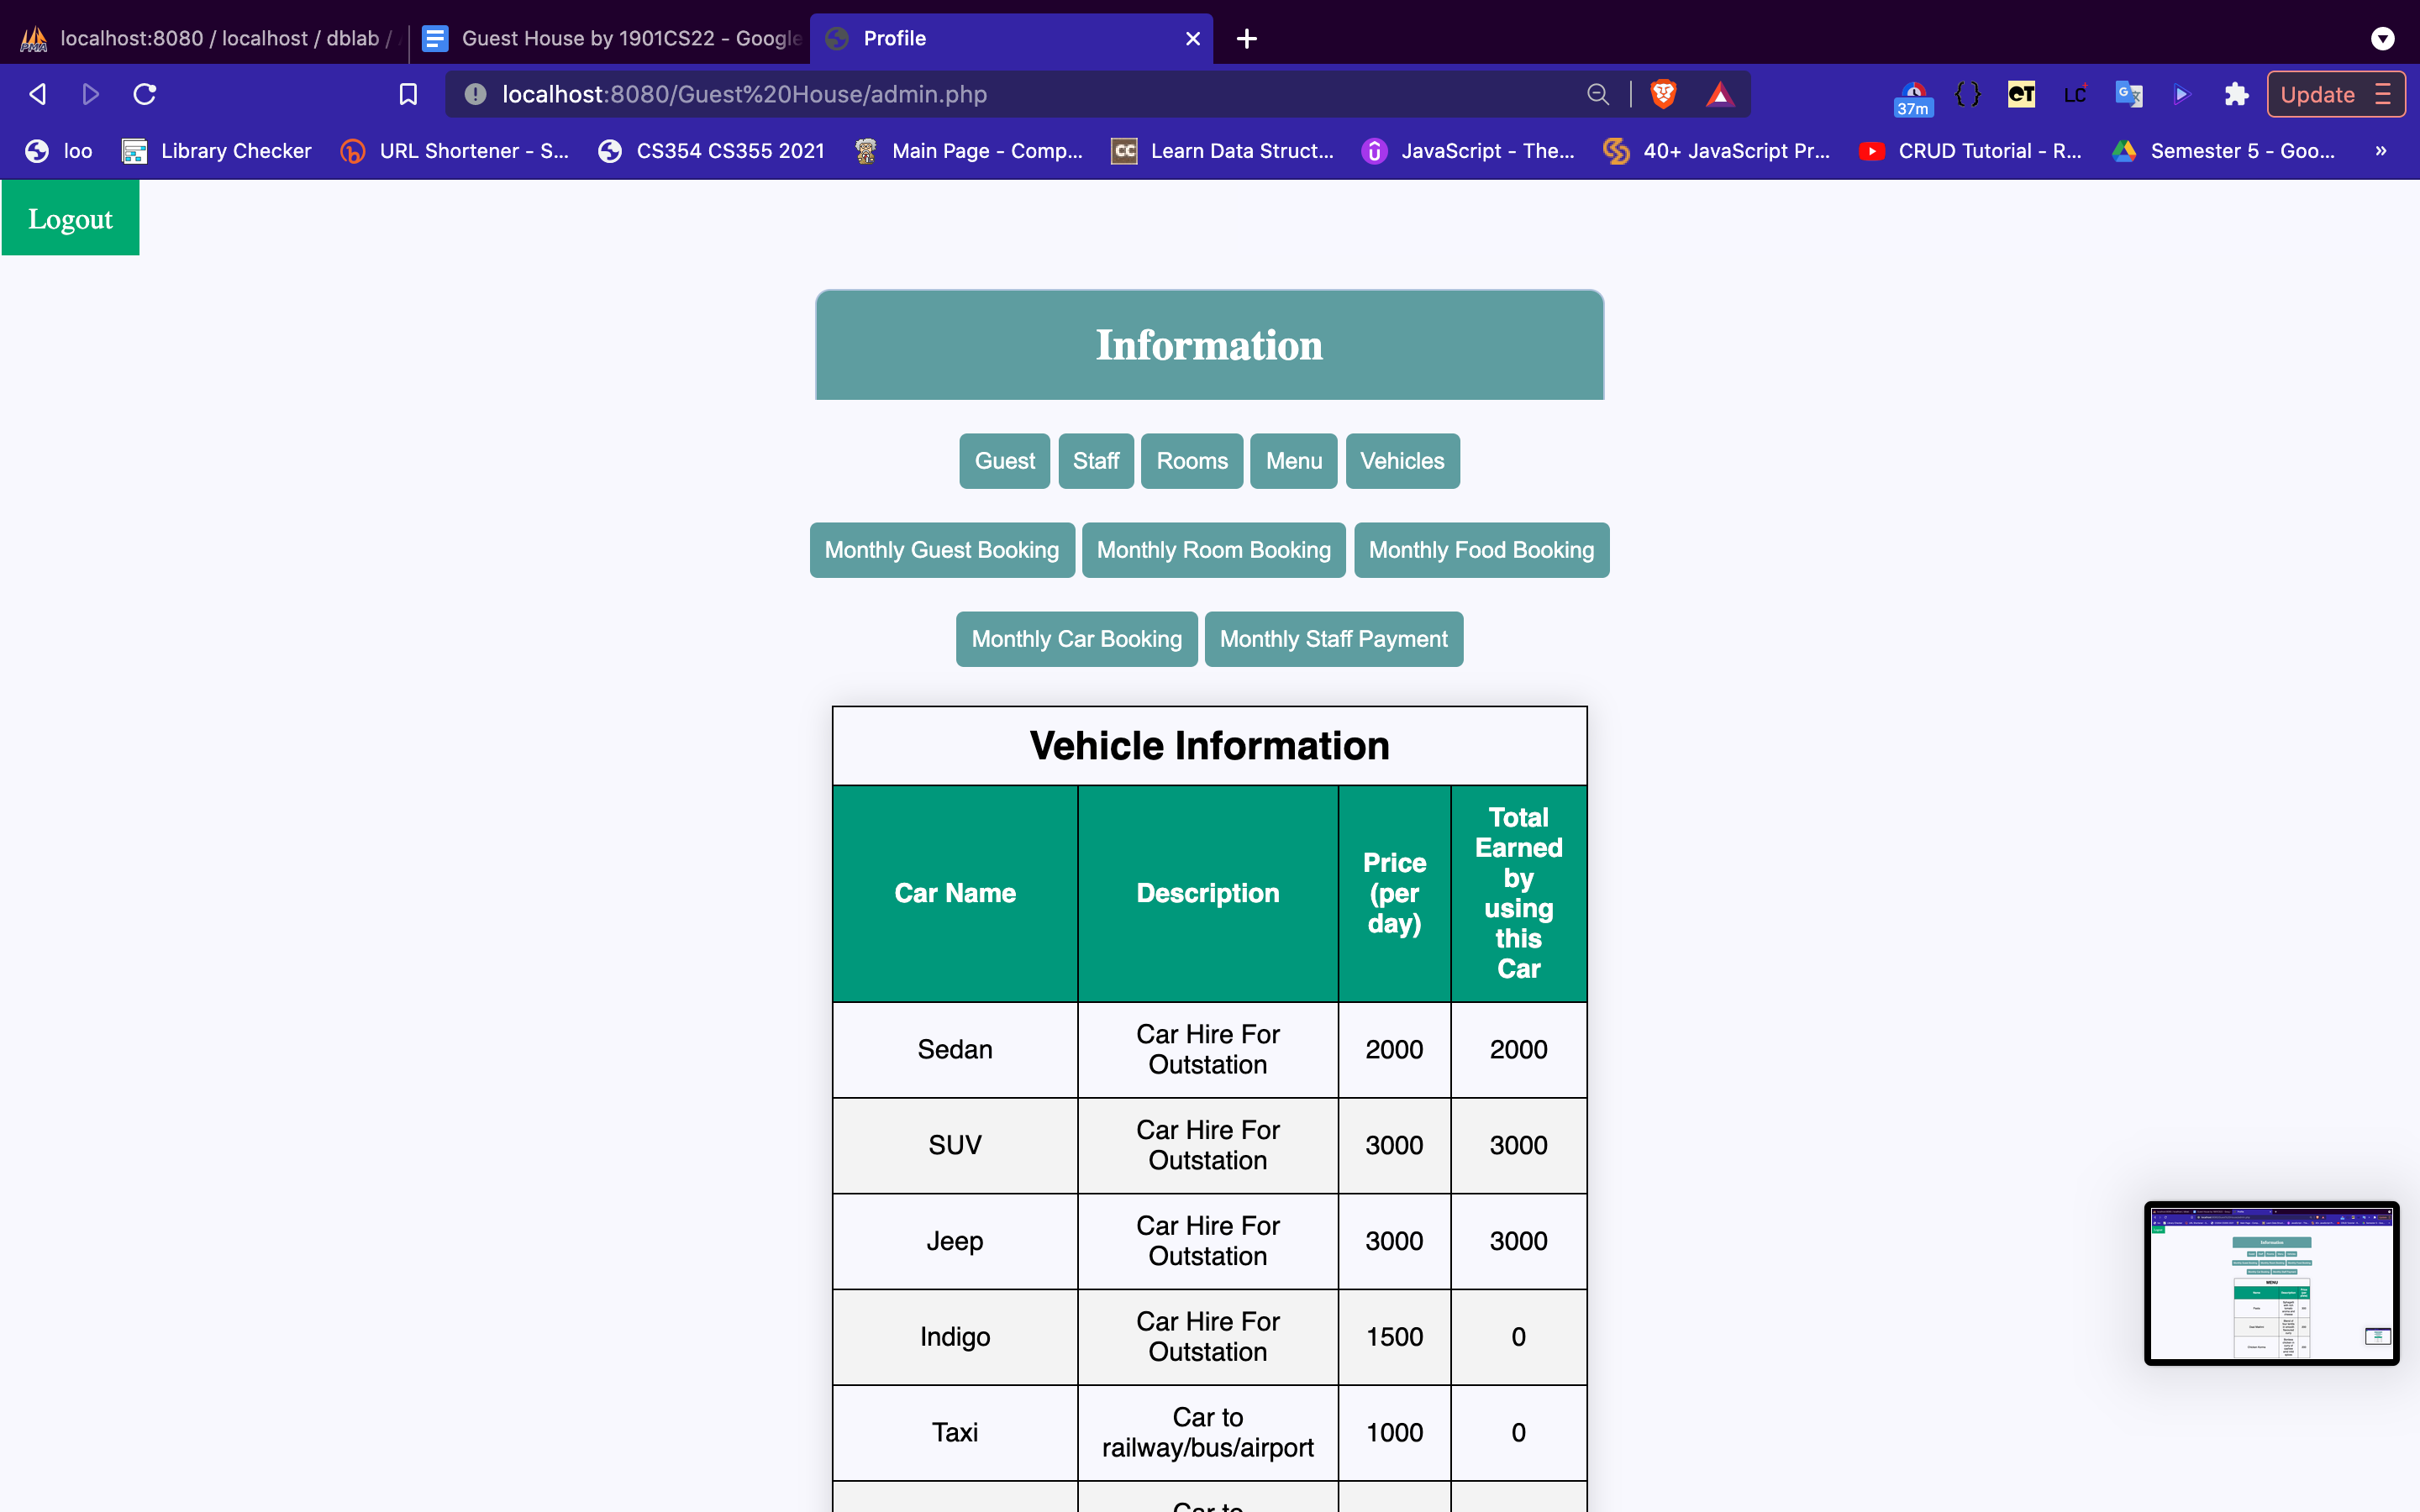 localhost:8080 / localhost / dblab /
Guest House by 1901CS22 - Google
Profile
localhost:8080/Guest%20House/admin.php
37m
LC
Update
loo
Library Checker
URL Shortener - S...
CS354 CS355 2021
Main Page - Comp...
CC
Learn Data Struct...
JavaScript - The...
40+ JavaScript Pr...
CRUD Tutorial - R...
Semester 5 - Goo...
»
Logout
Information
Guest Staff Rooms Menu Vehicles
Monthly Guest Booking Monthly Room Booking Monthly Food Booking
Monthly Car Booking Monthly Staff Payment
Vehicle Information
Car Name
Description
Price
(per
day)
Total
Earned
by
using
this
Car
Sedan
Car Hire For
Outstation
2000
2000
SUV
Car Hire For
Outstation
3000
3000
Jeep
Car Hire For
Outstation
3000
3000
Indigo
Car Hire For
Outstation
1500
0
Taxi
Car to
railway/bus/airport
1000
0
Car to